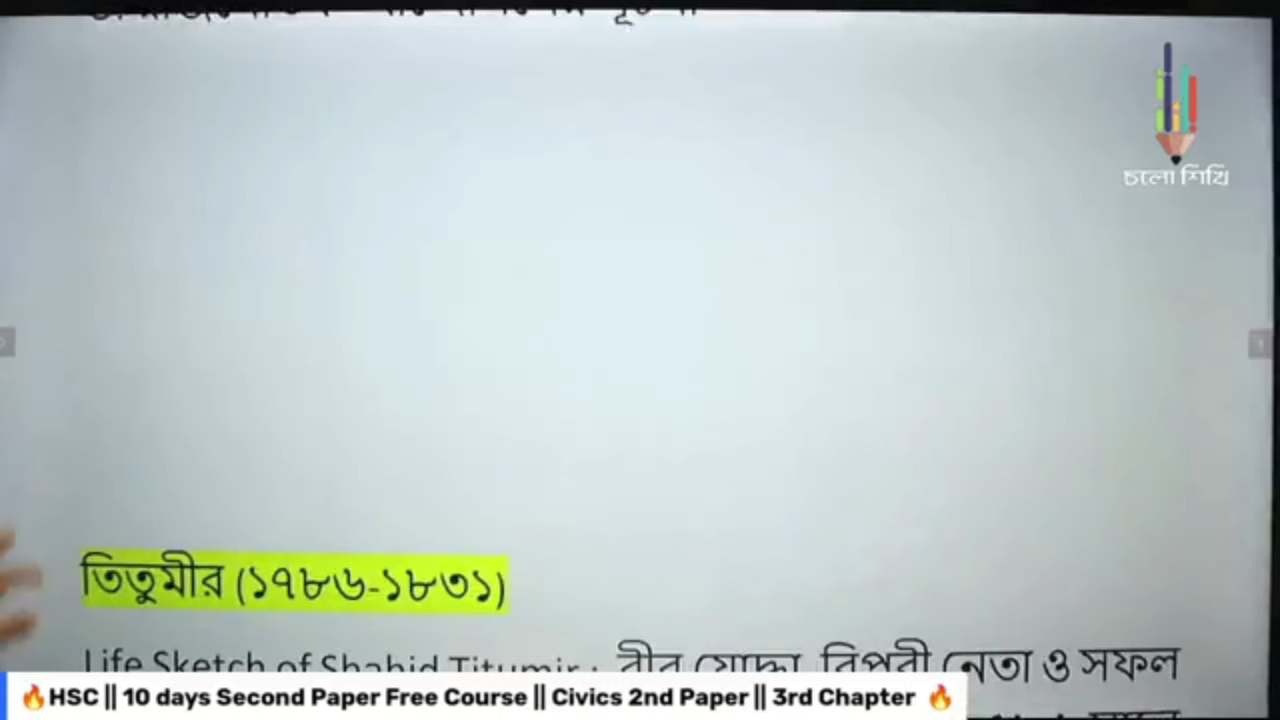 চলো শিখি
তিতুমীর (১৭৮৬-১৮৩১)
Life Sketch of Shahid Titumir : বীর যোদ্ধা, বিপ্লবী নেতা ও সফল
🔥HSC || 10 days Second Paper Free Course || Civics 2nd Paper || 3rd Chapter 🔥